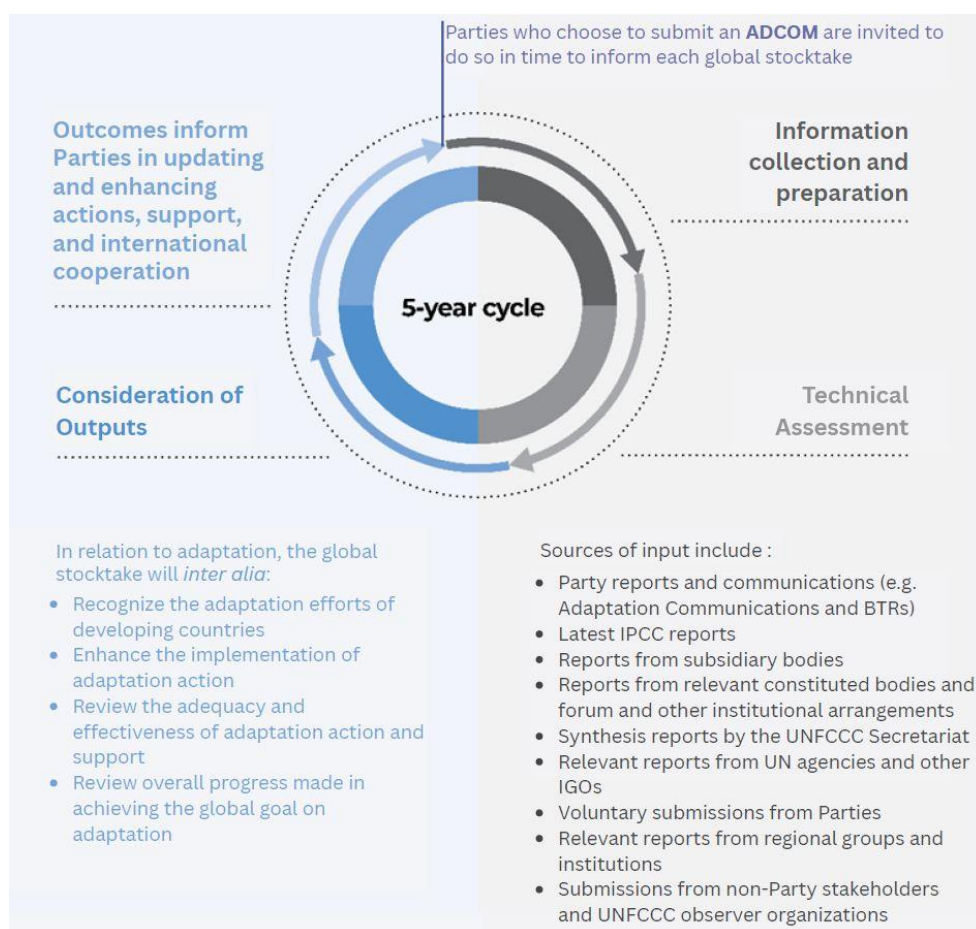 Parties who choose to submit an ADCOM are invited to
do so in time to inform each global stocktake
Outcomes inform
Parties in updating
and enhancing
actions, support,
and international
cooperation
Information
collection and
preparation
5-year cycle
Consideration of
Outputs
Technical
Assessment
In relation to adaptation, the global
stocktake will inter alia:
• Recognize the adaptation efforts of
developing countries
• Enhance the implementation of
adaptation action
• Review the adequacy and
effectiveness of adaptation action and
support
• Review overall progress made in
achieving the global goal on
adaptation
Sources of input include :
• Party reports and communications (e.g.
Adaptation Communications and BTRs)
• Latest IPCC reports
• Reports from subsidiary bodies
• Reports from relevant constituted bodies and
forum and other institutional arrangements
• Synthesis reports by the UNFCCC Secretariat
• Relevant reports from UN agencies and other
IGOs
• Voluntary submissions from Parties
• Relevant reports from regional groups and
institutions
• Submissions from non-Party stakeholders
and UNFCCC observer organizations